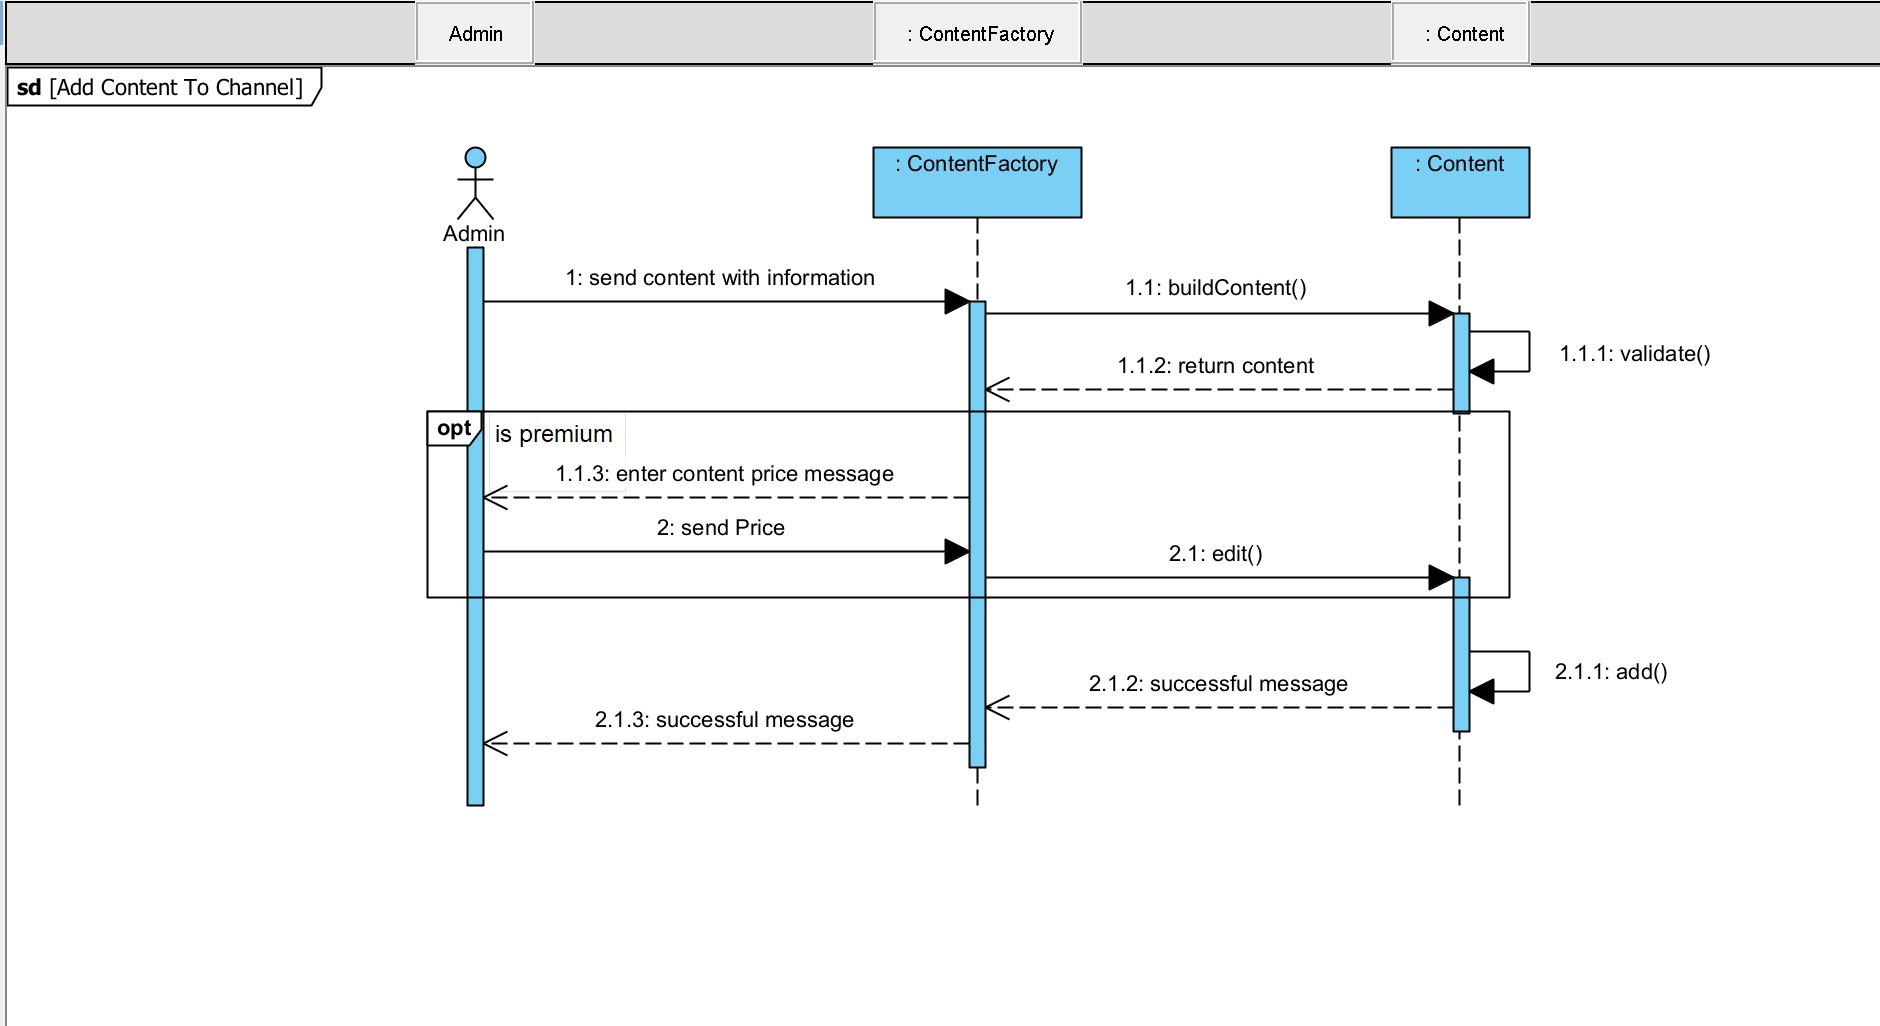 Admin
: ContentFactory
: Content
sd [Add Content To Channel]
: ContentFactory
: Content
Admin
1: send content with information
1.1: buildContent()
1.1.1: validate()
1.1.2: return content
opt
is premium
1.1.3: enter content price message
2: send Price
2.1: edit()
2.1.1: add()
2.1.2: successful message
2.1.3: successful message